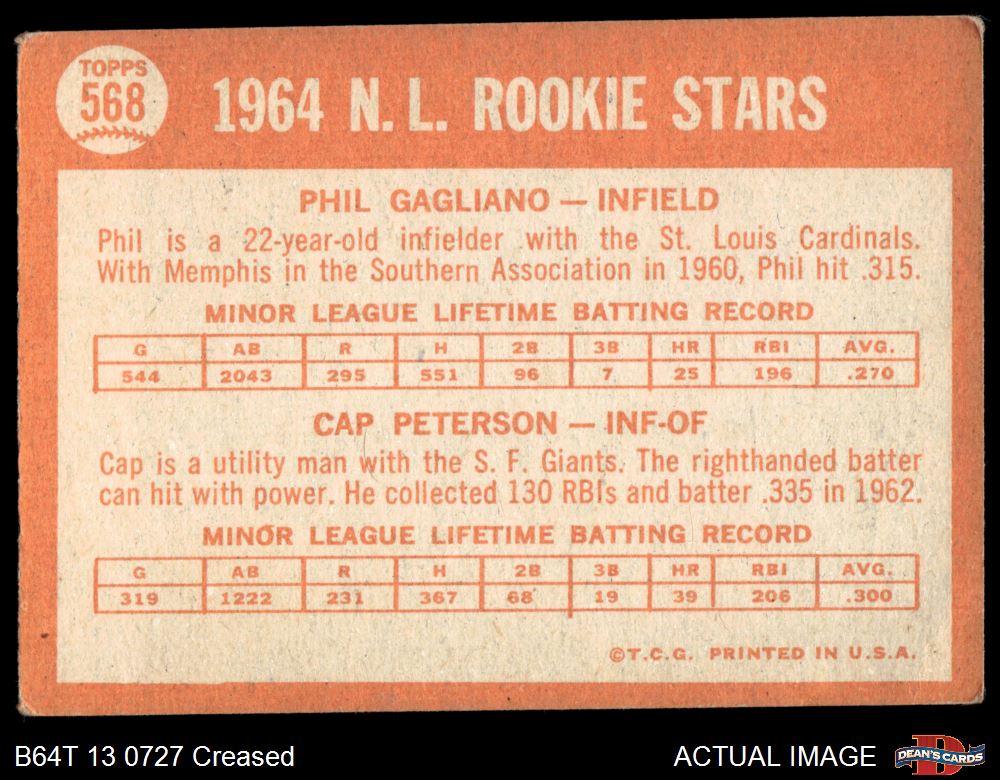 TOPPS
568
1964 N. L. ROOKIE STARS
PHIL GAGLIANO — INFIELD
Phil is a 22-year-old infielder with the St. Louis Cardinals.
With Memphis in the Southern Association in 1960, Phil hit .315.
MINOR LEAGUE LIFETIME BATTING RECORD
G AB R H 2B 3B HR RBI AVG.
544 2043 295 551 96 7 25 196 .270
CAP PETERSON — INF-OF
Cap is a utility man with the S. F. Giants. The righthanded batter
can hit with power. He collected 130 RBIs and batter .335 in 1962.
MINOR LEAGUE LIFETIME BATTING RECORD
G AB R H 2B 3B HR RBI AVG.
319 1222 231 367 68 19 39 206 .300
©T.C.G. PRINTED IN U.S.A.
B64T 13 0727 Creased
ACTUAL IMAGE
DEAN'S CARDS